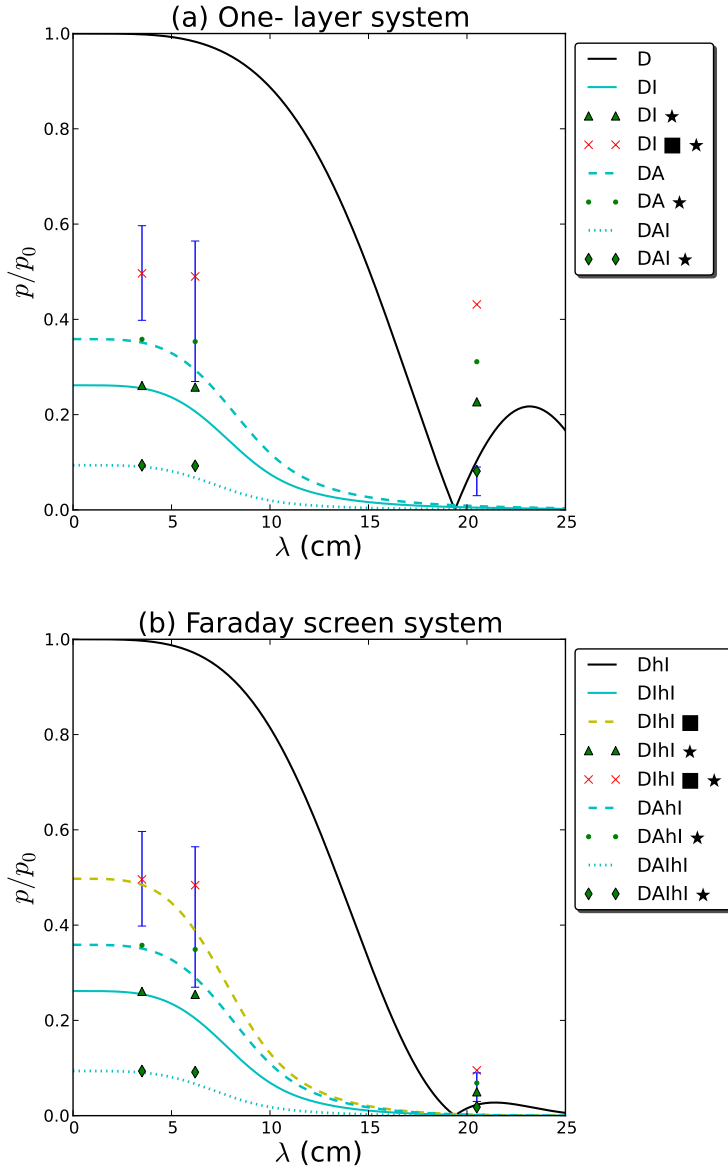 (a) One- layer system
1.0
0.8
0.6
0.4
0.2
0.0
p/p₀
0 5 10 15 20 25
λ (cm)
D
DI
DI ★
DI ■ ★
DA
DA ★
DAI
DAI ★
(b) Faraday screen system
1.0
0.8
0.6
0.4
0.2
0.0
p/p₀
0 5 10 15 20 25
λ (cm)
DhI
DIhI
DIhI ■
DIhI ★
DIhI ■ ★
DAhI
DAhI ★
DAIhI
DAIhI ★